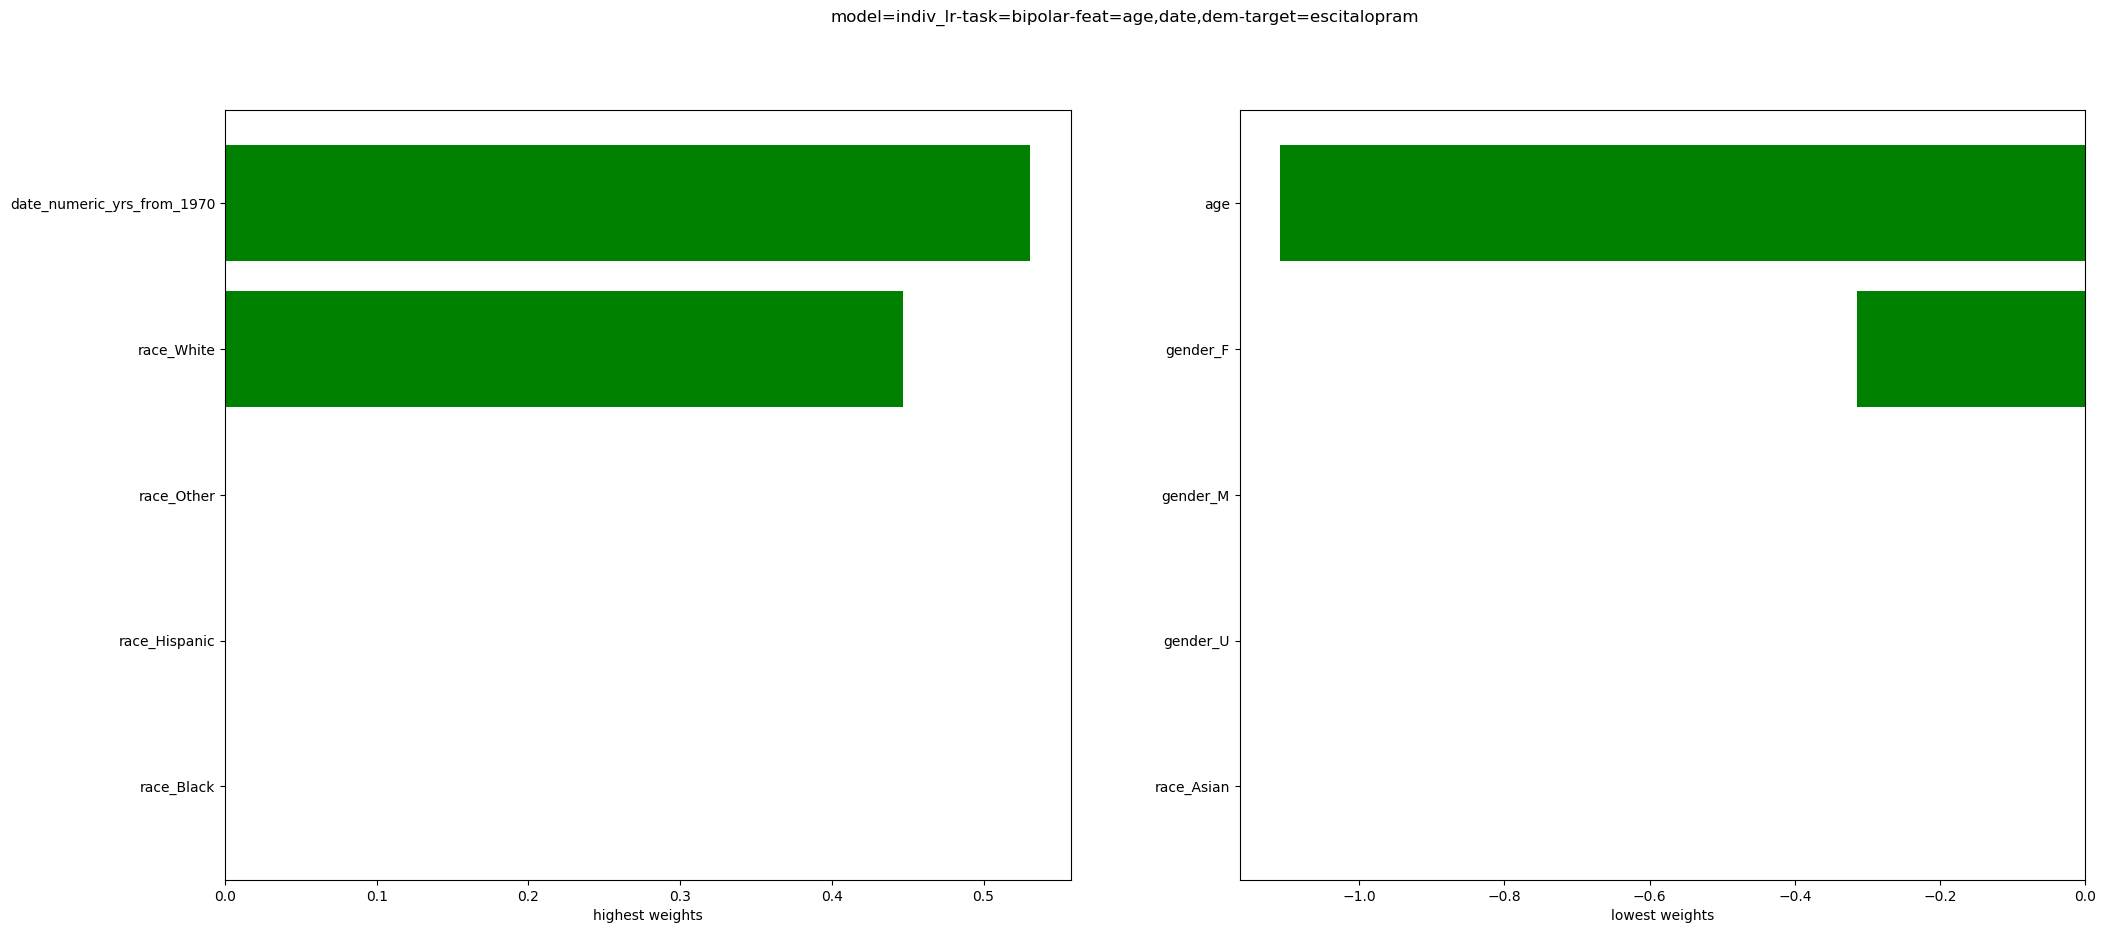 model=indiv_lr-task=bipolar-feat=age,date,dem-target=escitalopram
date_numeric_yrs_from_1970
race_White
race_Other
race_Hispanic
race_Black
0.0 0.1 0.2 0.3 0.4 0.5
highest weights
age
gender_F
gender_M
gender_U
race_Asian
−1.0 −0.8 −0.6 −0.4 −0.2 0.0
lowest weights